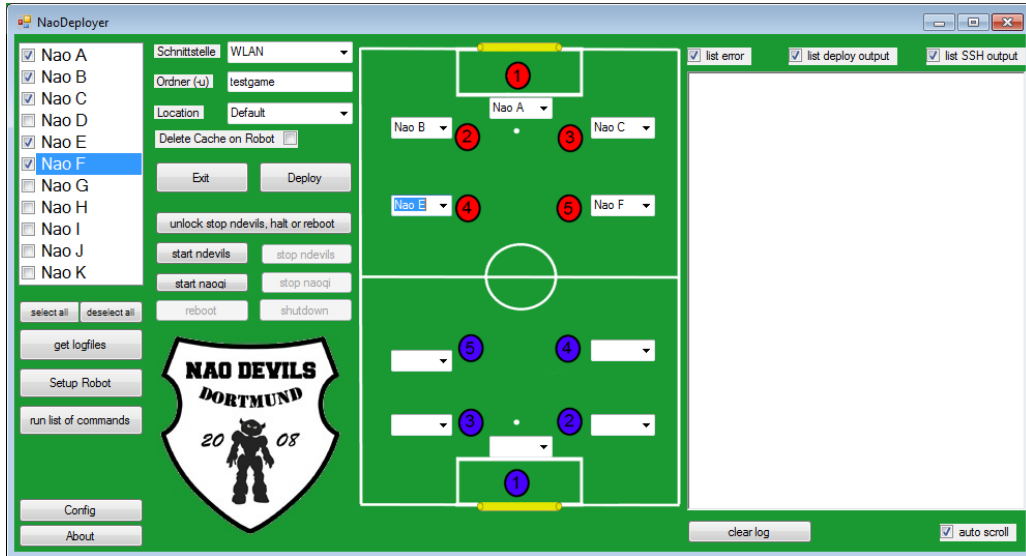 NaoDeployer
Nao A
Nao B
Nao C
Nao D
Nao E
Nao F
Nao G
Nao H
Nao I
Nao J
Nao K
select all deselect all
get logfiles
Setup Robot
run list of commands
Config
About
Schnittstelle WLAN
Ordner (-u) testgame
Location Default
Delete Cache on Robot
Exit Deploy
unlock stop ndevils, halt or reboot
start ndevils stop ndevils
start naoqi stop naoqi
reboot shutdown
NAO DEVILS
DORTMUND
20 08
1
Nao A
Nao B 2 3 Nao C
Nao E 4 5 Nao F
5 4
3 2
1
list error list deploy output list SSH output
clear log auto scroll